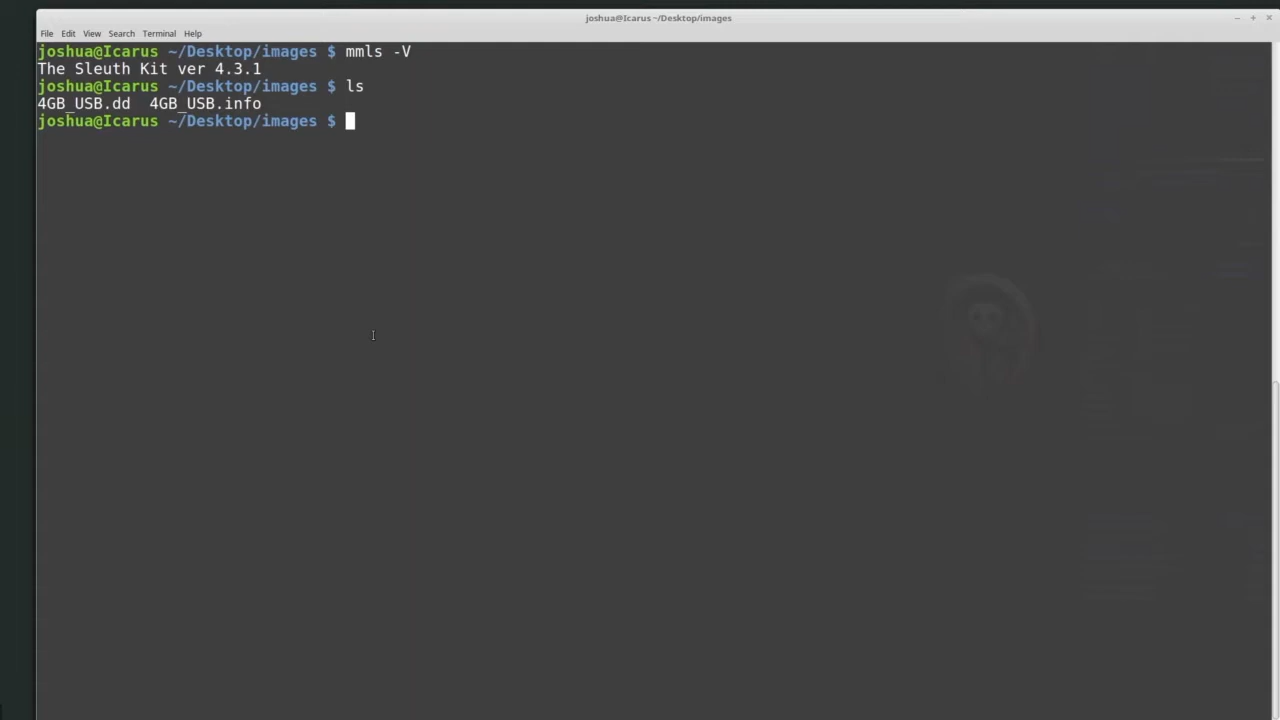 joshua@Icarus ~/Desktop/images
File Edit View Search Terminal Help
joshua@Icarus ~/Desktop/images $ mmls -V
The Sleuth Kit ver 4.3.1
joshua@Icarus ~/Desktop/images $ ls
4GB_USB.dd  4GB_USB.info
joshua@Icarus ~/Desktop/images $